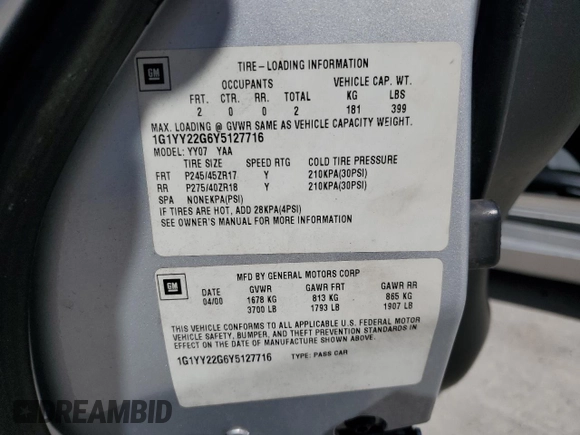 GM
TIRE-LOADING INFORMATION
OCCUPANTS VEHICLE CAP. WT.
FRT. CTR. RR. TOTAL KG LBS
2 0 0 2 181 399
MAX. LOADING @ GVWR SAME AS VEHICLE CAPACITY WEIGHT.
1G1YY22G6Y5127716
MODEL: YY07 YAA
TIRE SIZE SPEED RTG COLD TIRE PRESSURE
FRT P245/45ZR17 Y 210KPA(30PSI)
RR P275/40ZR18 Y 210KPA(30PSI)
SPA NONEKPA(PSI)
IF TIRES ARE HOT, ADD 28KPA(4PSI)
SEE OWNER'S MANUAL FOR MORE INFORMATION
GM
MFD BY GENERAL MOTORS CORP
DATE GVWR GAWR FRT GAWR RR
04/00 1678 KG 813 KG 865 KG
3700 LB 1793 LB 1907 LB
THIS VEHICLE CONFORMS TO ALL APPLICABLE U.S. FEDERAL MOTOR
VEHICLE SAFETY, BUMPER, AND THEFT PREVENTION STANDARDS IN
EFFECT ON THE DATE OF MANUFACTURE SHOWN ABOVE.
1G1YY22G6Y5127716 TYPE: PASS CAR
DREAMBID